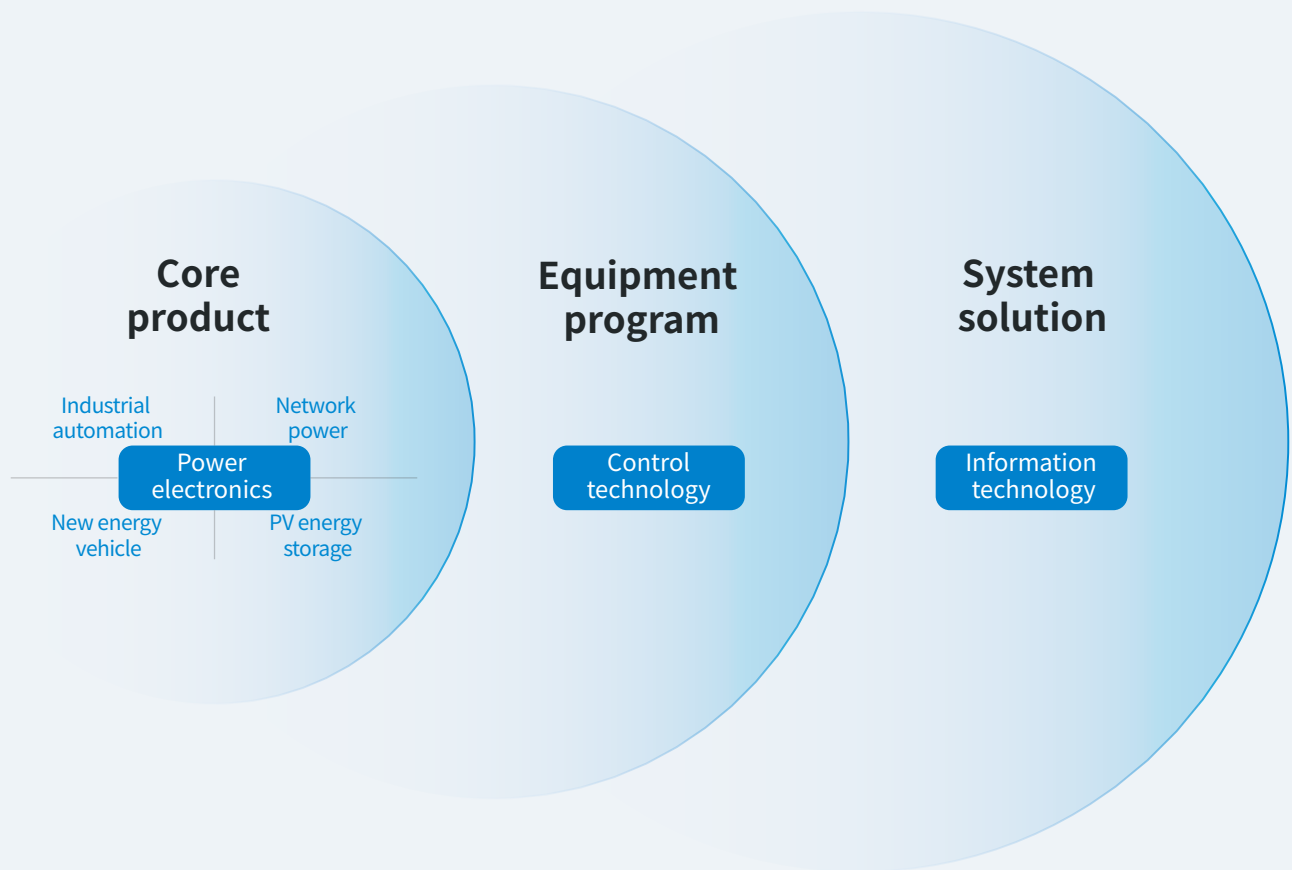 Core
product
Industrial
automation
Network
power
Power
electronics
New energy
vehicle
PV energy
storage
Equipment
program
Control
technology
System
solution
Information
technology